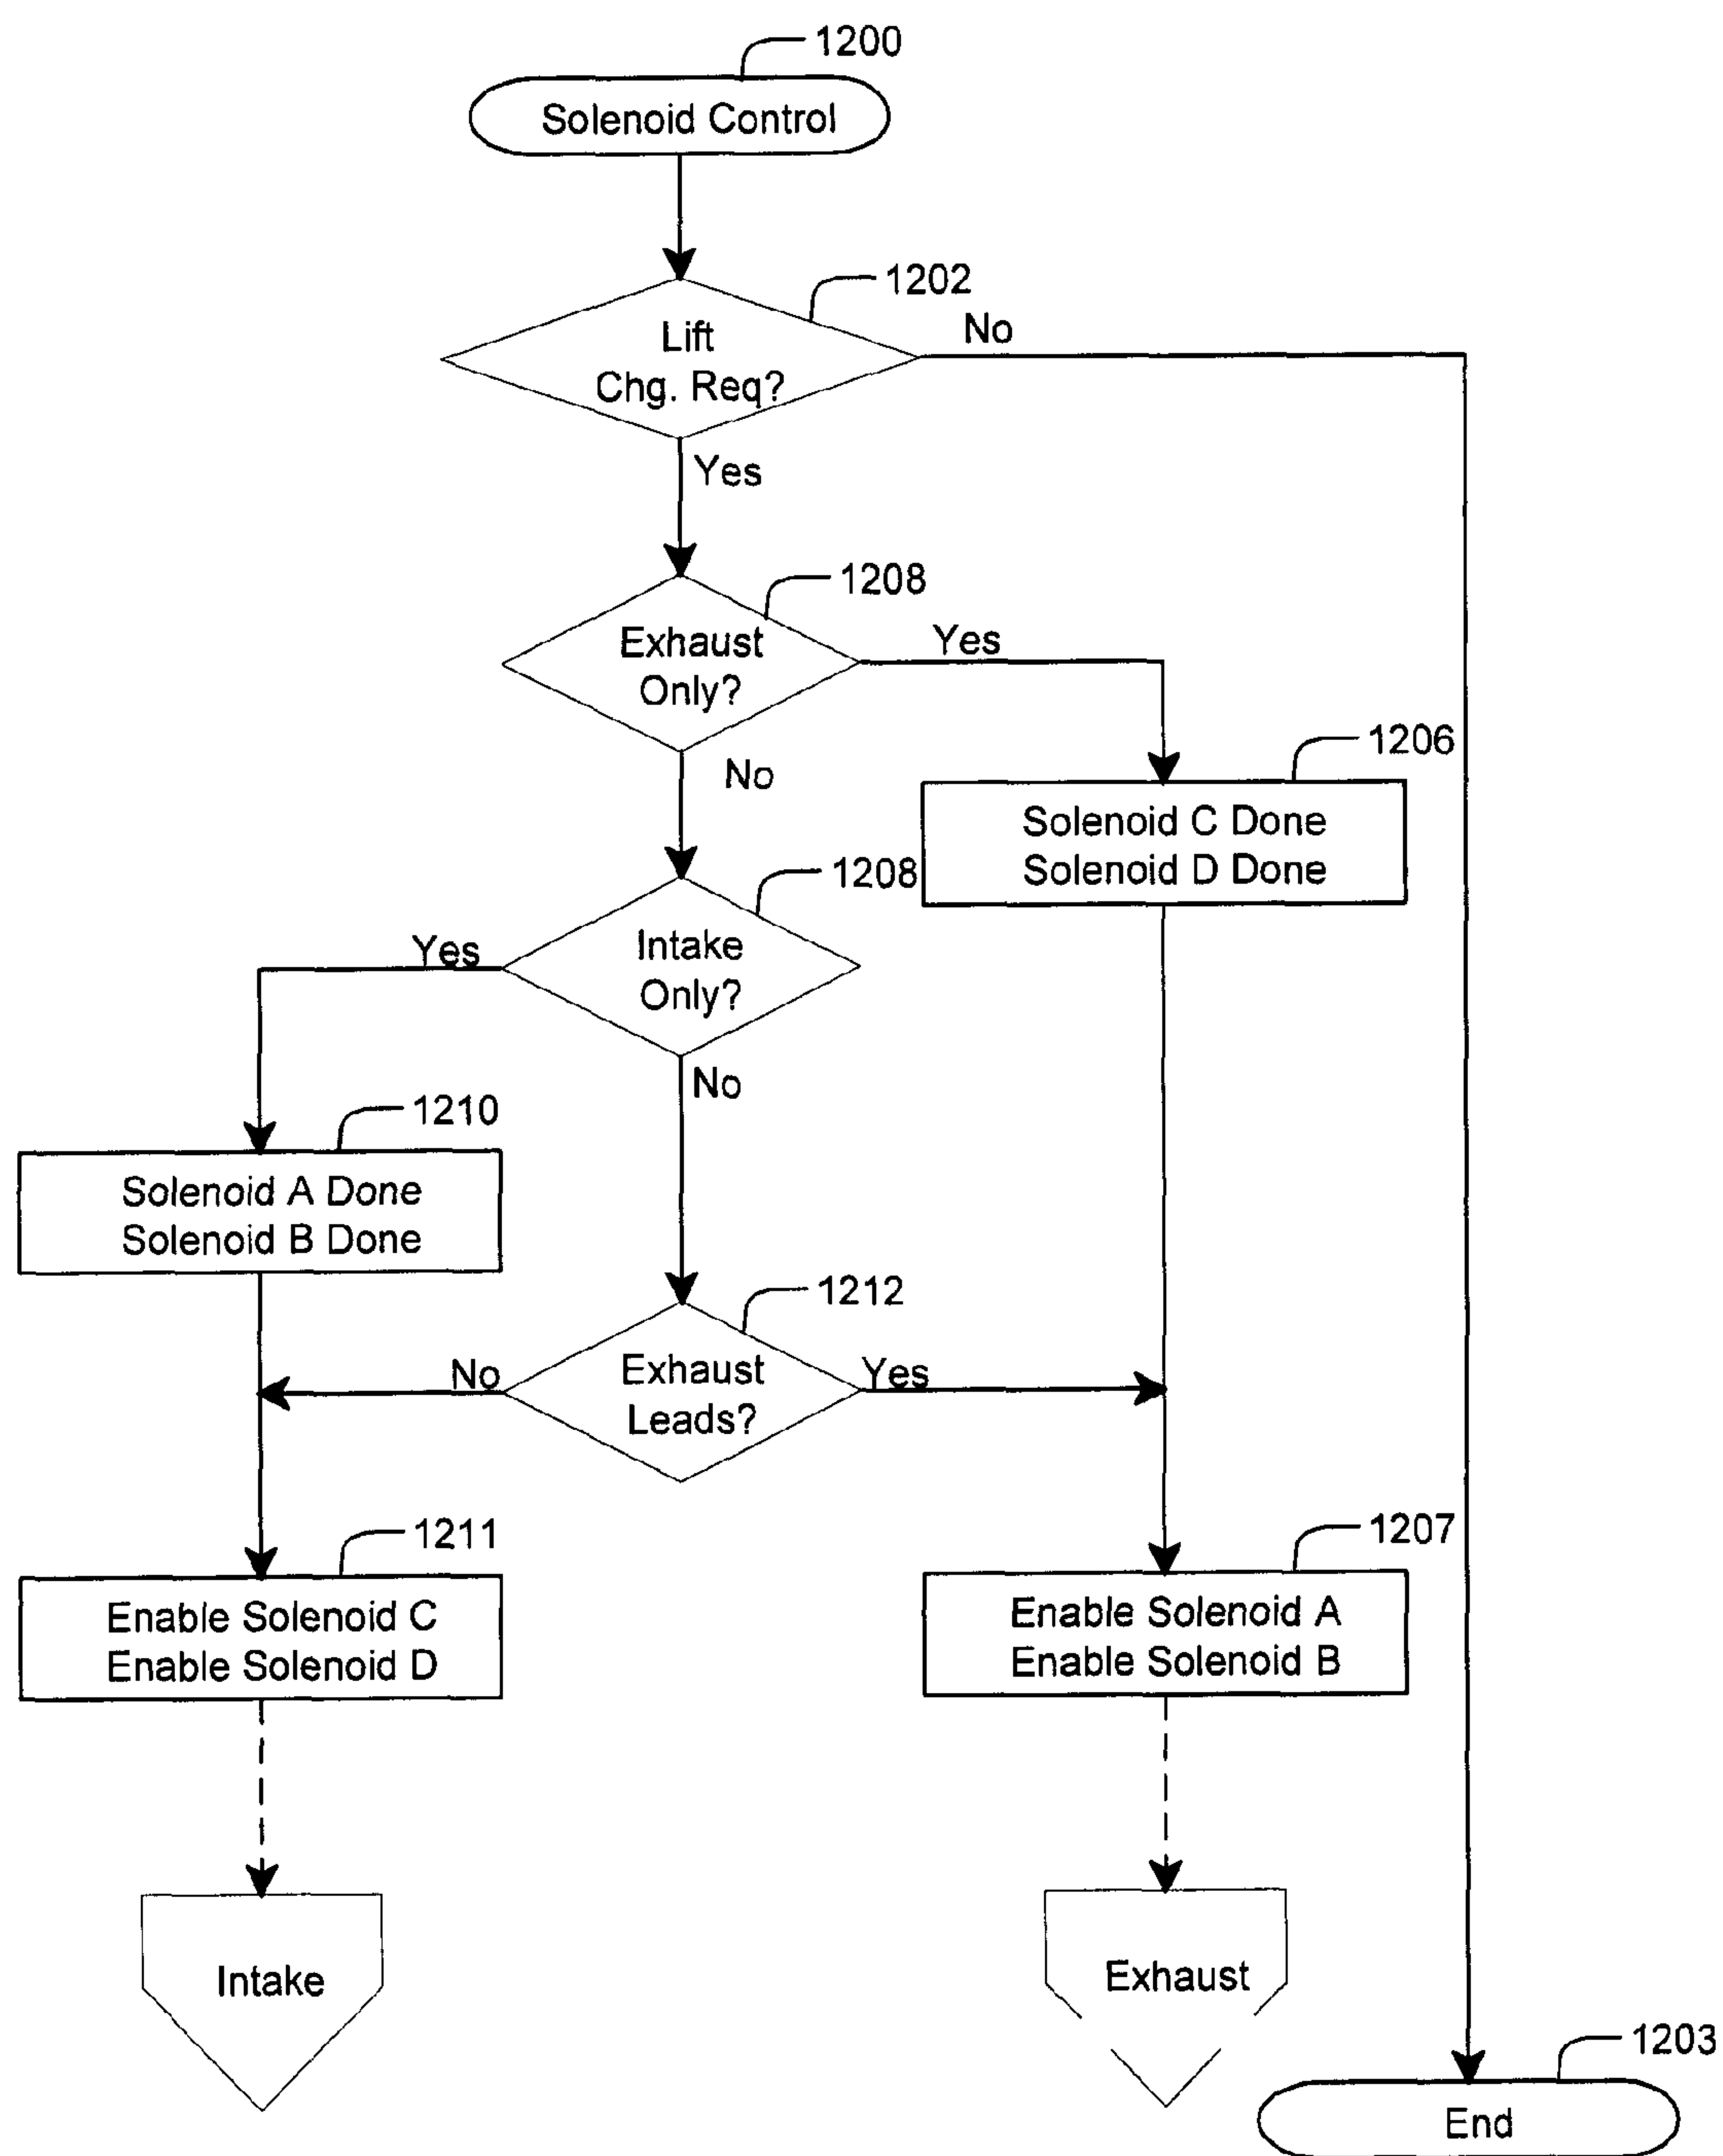 1200
Solenoid Control
1202
Lift
Chg. Req?
No
Yes
1208
Exhaust
Only?
Yes
No
1206
Solenoid C Done
Solenoid D Done
1208
Intake
Only?
Yes
No
1210
Solenoid A Done
Solenoid B Done
1212
Exhaust
Leads?
No
Yes
1211
Enable Solenoid C
Enable Solenoid D
1207
Enable Solenoid A
Enable Solenoid B
Intake
Exhaust
1203
End